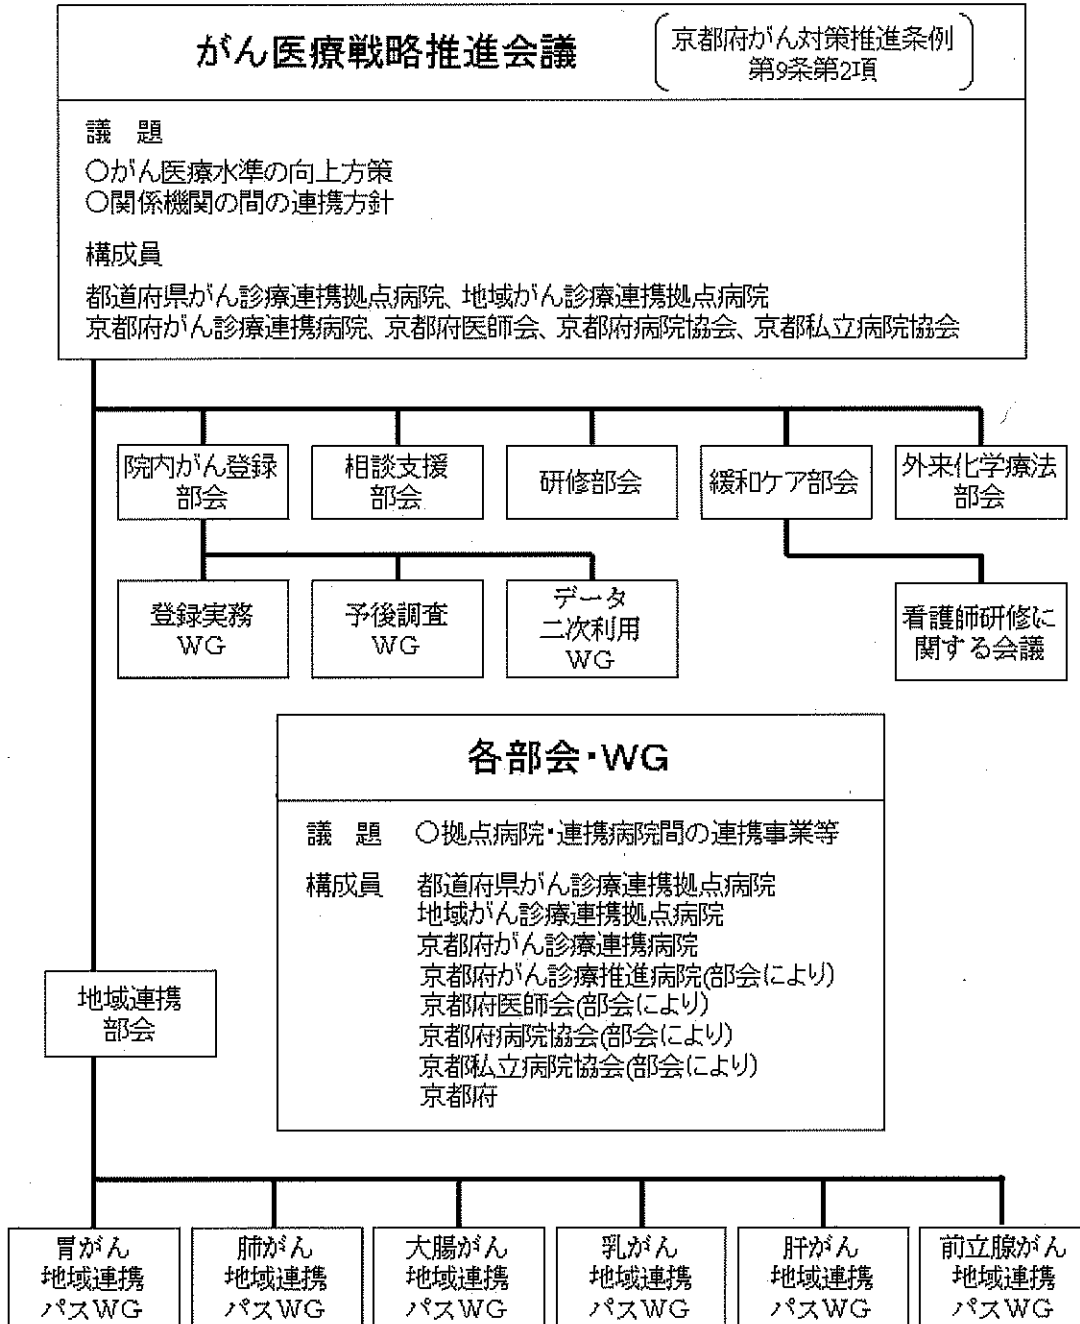 がん医療戦略推進会議
京都府がん対策推進条例
第9条第2項
議 題
○がん医療水準の向上方策
○関係機関の間の連携方針
構成員
都道府県がん診療連携拠点病院、地域がん診療連携拠点病院
京都府がん診療連携病院、京都府医師会、京都府病院協会、京都私立病院協会
院内がん登録
部会
相談支援
部会
研修部会
緩和ケア部会
外来化学療法
部会
登録実務
WG
予後調査
WG
データ
二次利用
WG
看護師研修に
関する会議
各部会・WG
議 題 ○拠点病院・連携病院間の連携事業等
構成員 都道府県がん診療連携拠点病院
地域がん診療連携拠点病院
京都府がん診療連携病院
京都府がん診療推進病院(部会により)
京都府医師会(部会により)
京都府病院協会(部会により)
京都私立病院協会(部会により)
京都府
地域連携
部会
胃がん
地域連携
パスWG
肺がん
地域連携
パスWG
大腸がん
地域連携
パスWG
乳がん
地域連携
パスWG
肝がん
地域連携
パスWG
前立腺がん
地域連携
パスWG